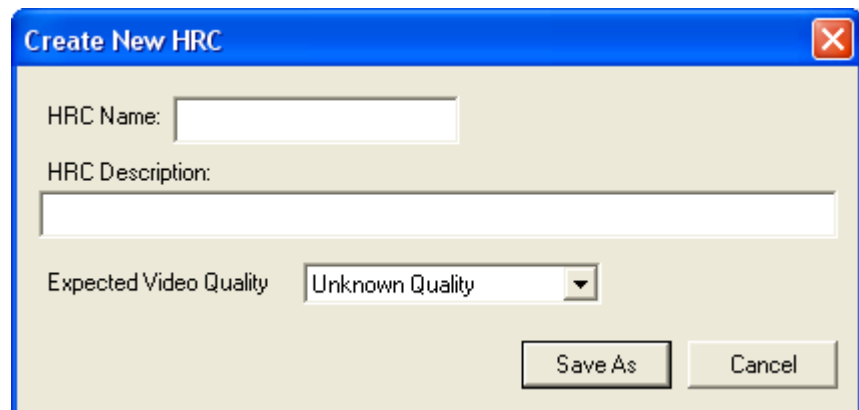 Create New HRC
HRC Name:
HRC Description:
Expected Video Quality Unknown Quality
Save As Cancel